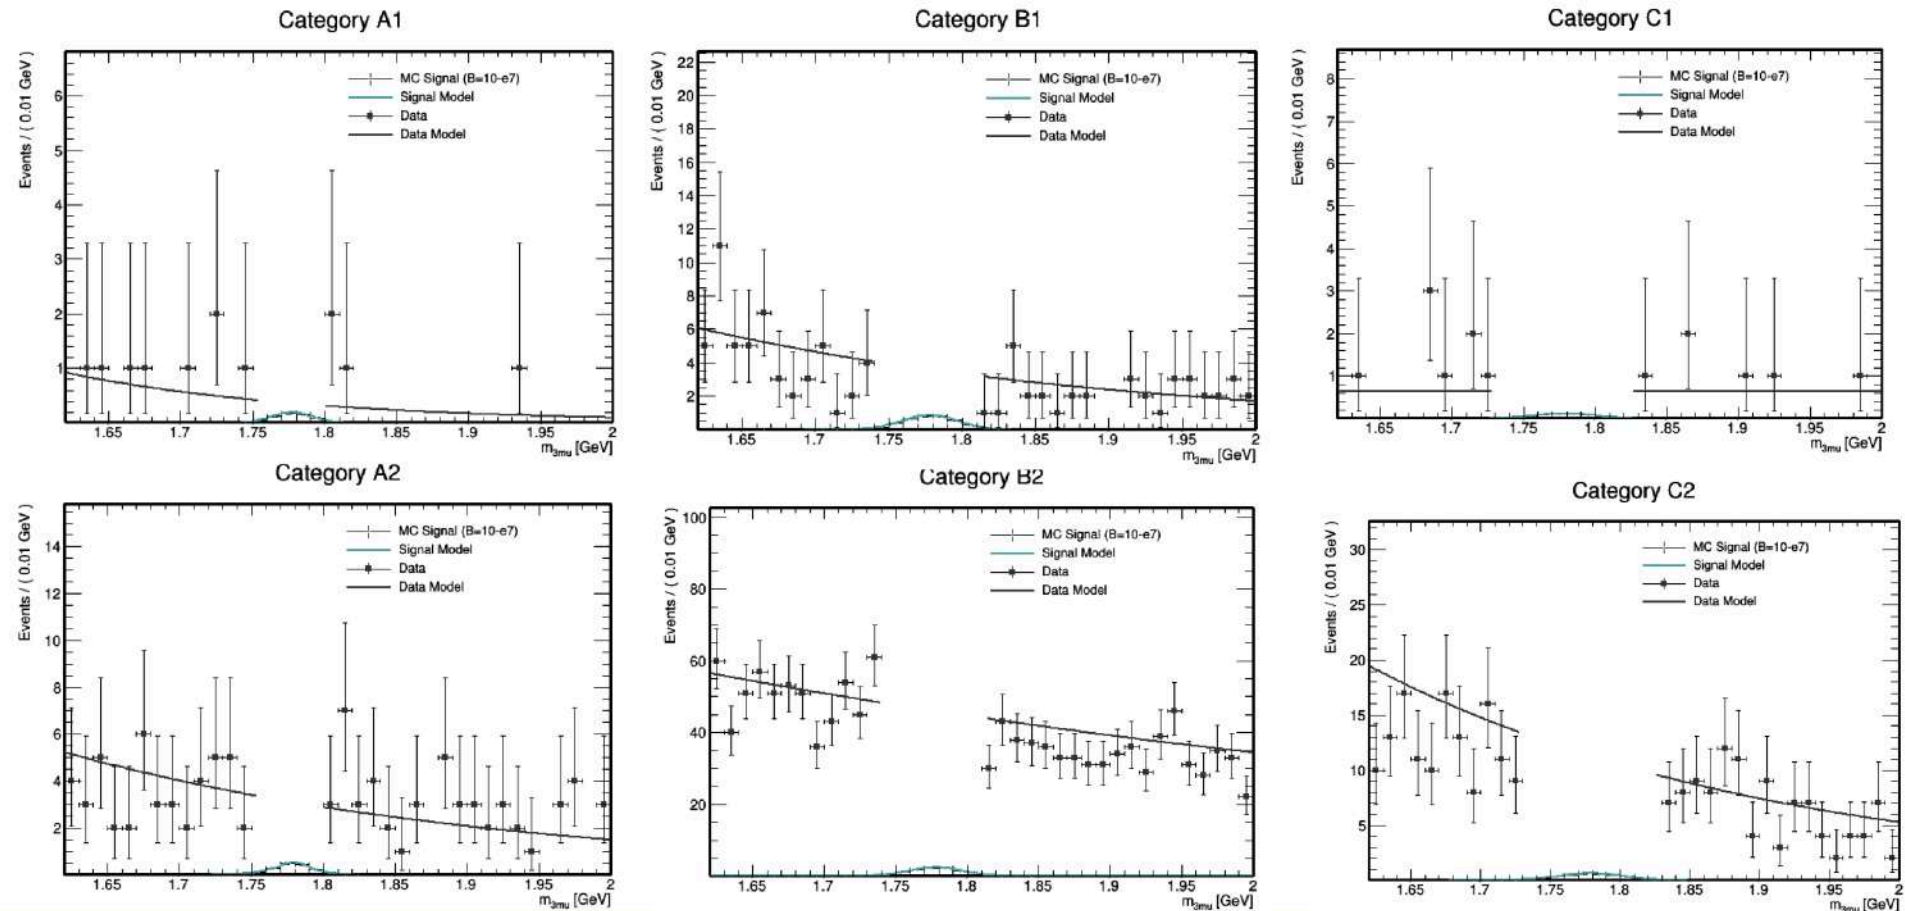 Category A1
Events / ( 0.01 GeV )
6
5
4
3
2
1
MC Signal (B=10-e7)
Signal Model
Data
Data Model
1.65
1.7
1.75
1.8
1.85
1.9
1.95
2
m3mu [GeV]
Category B1
Events / ( 0.01 GeV )
22
20
18
16
14
12
10
8
6
4
2
MC Signal (B=10-e7)
Signal Model
Data
Data Model
1.65
1.7
1.75
1.8
1.85
1.9
1.95
2
m3mu [GeV]
Category C1
Events / ( 0.01 GeV )
8
7
6
5
4
3
2
1
MC Signal (B=10-e7)
Signal Model
Data
Data Model
1.65
1.7
1.75
1.8
1.85
1.9
1.95
2
m3mu [GeV]
Category A2
Events / ( 0.01 GeV )
14
12
10
8
6
4
2
MC Signal (B=10-e7)
Signal Model
Data
Data Model
1.65
1.7
1.75
1.8
1.85
1.9
1.95
2
m3mu [GeV]
Category B2
Events / ( 0.01 GeV )
100
80
60
40
20
MC Signal (B=10-e7)
Signal Model
Data
Data Model
1.65
1.7
1.75
1.8
1.85
1.9
1.95
2
m3mu [GeV]
Category C2
Events / ( 0.01 GeV )
30
25
20
15
10
5
MC Signal (B=10-e7)
Signal Model
Data
Data Model
1.65
1.7
1.75
1.8
1.85
1.9
1.95
2
m3mu [GeV]